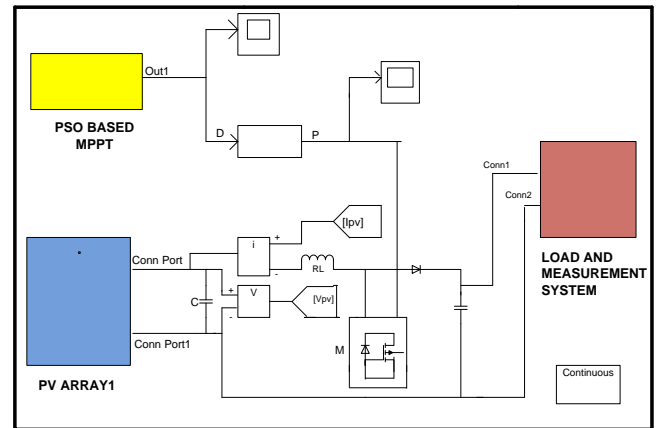 Out1
PSO BASED
MPPT
D
P
Conn1
Conn2
LOAD AND
MEASUREMENT
SYSTEM
[Ipv]
+
i
-
RL
Conn Port
C
+
V
-
[Vpv]
Conn Port1
M
PV ARRAY1
Continuous